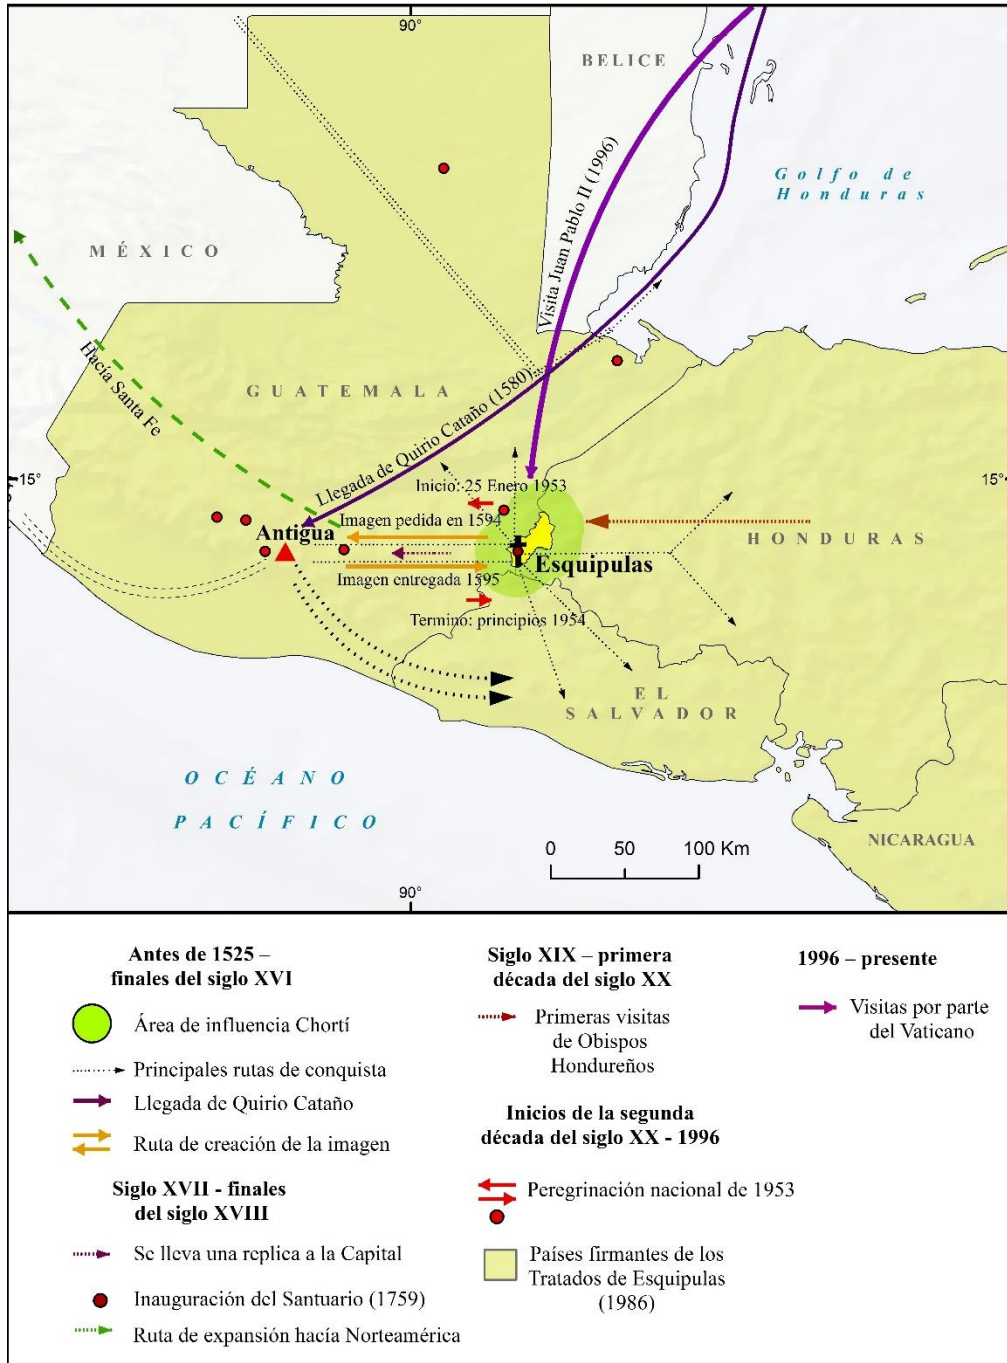 90°
BELICE
Golfo de
Honduras
MÉXICO
Visita Juan Pablo II (1996)
Hacía Santa Fe
GUATEMALA
Llegada de Quirio Cataño (1580)
15°
15°
Inicio: 25 Enero 1953
Imagen pedida en 1594
Antigua
HONDURAS
Esquipulas
Imagen entregada 1595
Termino: principios 1954
EL
SALVADOR
OCÉANO
PACÍFICO
NICARAGUA
0 50 100 Km
90°
Antes de 1525 –
finales del siglo XVI
Área de influencia Chortí
Principales rutas de conquista
Llegada de Quirio Cataño
Ruta de creación de la imagen
Siglo XVII - finales
del siglo XVIII
Se lleva una replica a la Capital
Inauguración del Santuario (1759)
Ruta de expansión hacía Norteamérica
Siglo XIX – primera
década del siglo XX
Primeras visitas
de Obispos
Hondureños
Inicios de la segunda
década del siglo XX - 1996
Peregrinación nacional de 1953
Países firmantes de los
Tratados de Esquipulas
(1986)
1996 – presente
Visitas por parte
del Vaticano